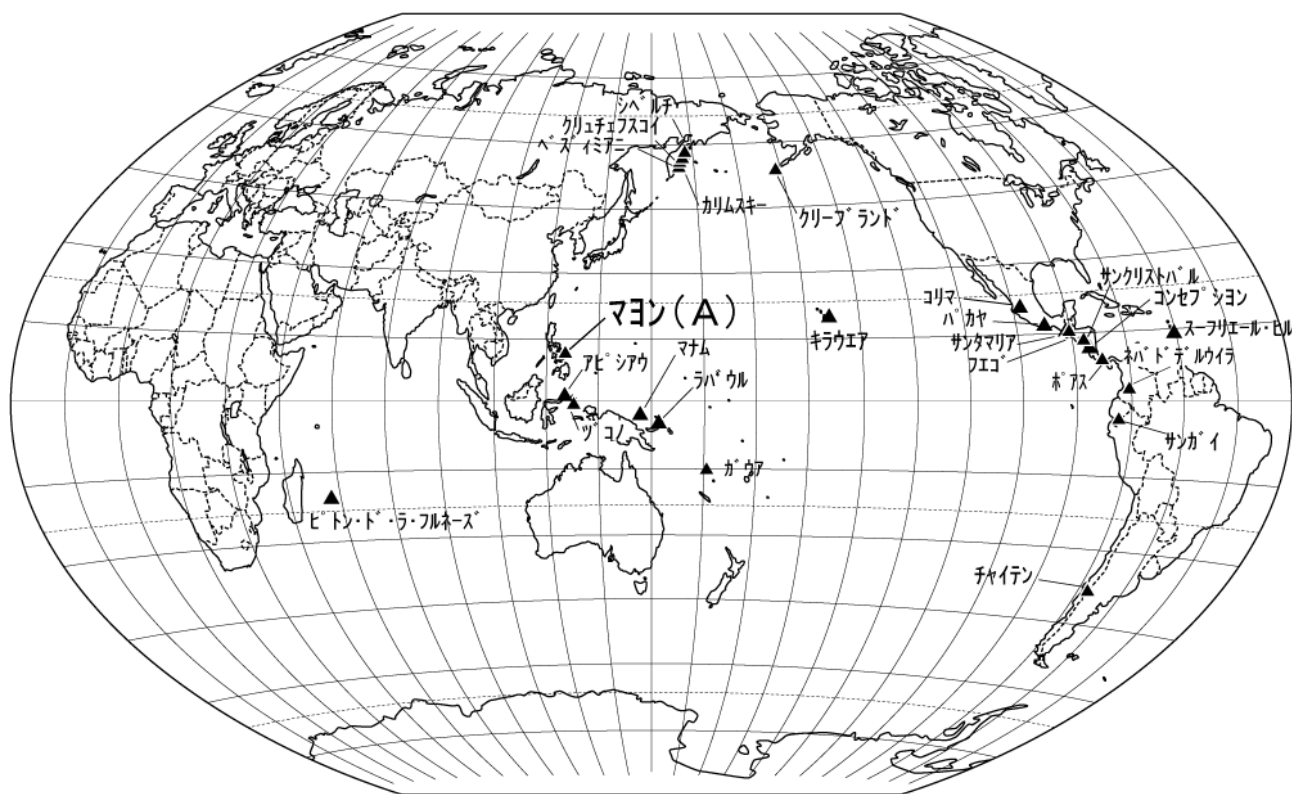 シベルチ
クリュチェフスコイ
ベズィミアニ
カリムスキー
クリーブランド
サンクリストバル
コンセプション
コリマ
パカヤ
マヨン(A)
キラウエア
サンタマリア
スーフリエール・ヒル
フエゴ
ネバドデルウイラ
アピシアウ
マナム
・ラバウル
ポアス
ヅコノ
サンガイ
ガウア
ピトン・ド・ラ・フルネーズ
チャイテン